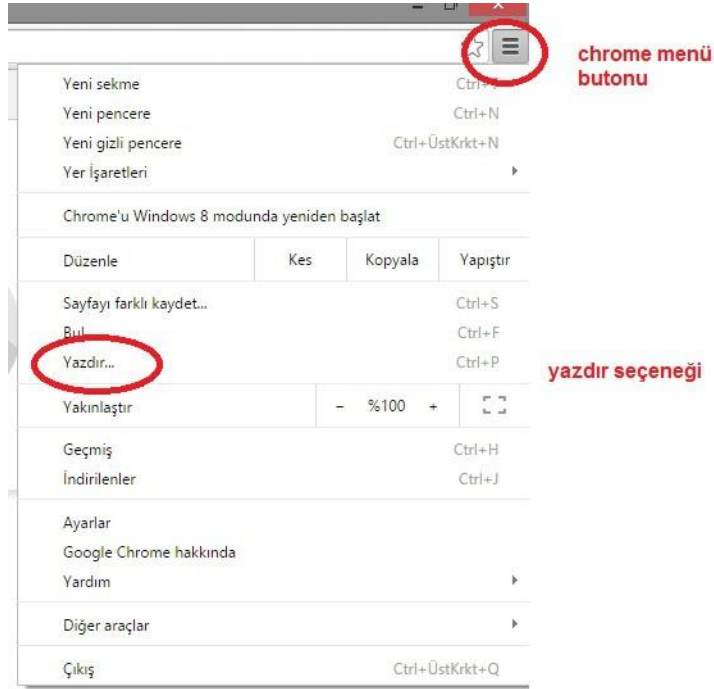 chrome menü
butonu
Yeni sekme Ctrl+T
Yeni pencere Ctrl+N
Yeni gizli pencere Ctrl+ÜstKrkt+N
Yer İşaretleri
Chrome'u Windows 8 modunda yeniden başlat
Düzenle Kes Kopyala Yapıştır
Sayfayı farklı kaydet... Ctrl+S
Bul... Ctrl+F
Yazdır... Ctrl+P
yazdır seçeneği
Yakınlaştır - %100 +
Geçmiş Ctrl+H
İndirilenler Ctrl+J
Ayarlar
Google Chrome hakkında
Yardım
Diğer araçlar
Çıkış Ctrl+ÜstKrkt+Q